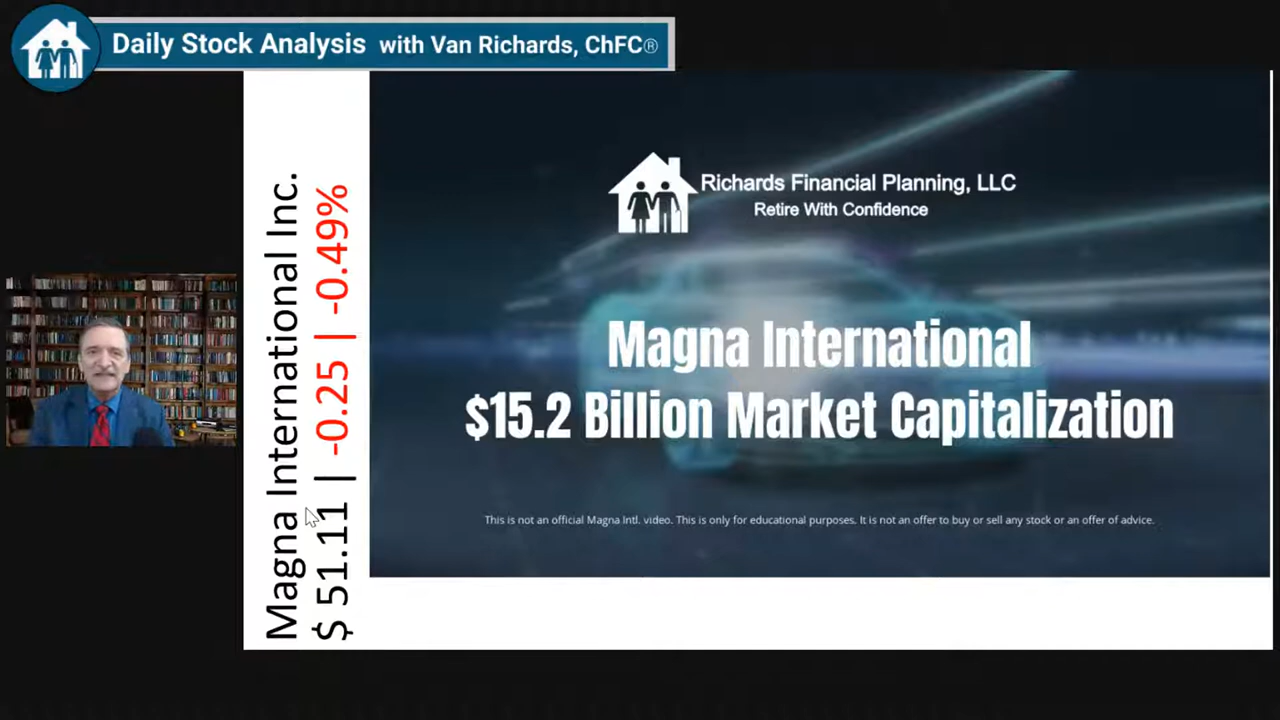 Daily Stock Analysis with Van Richards, ChFC®
Magna International Inc.
$ 51.11 | -0.25 | -0.49%
Richards Financial Planning, LLC
Retire With Confidence
Magna International
$15.2 Billion Market Capitalization
This is not an official Magna Intl. video. This is only for educational purposes. It is not an offer to buy or sell any stock or an offer of advice.